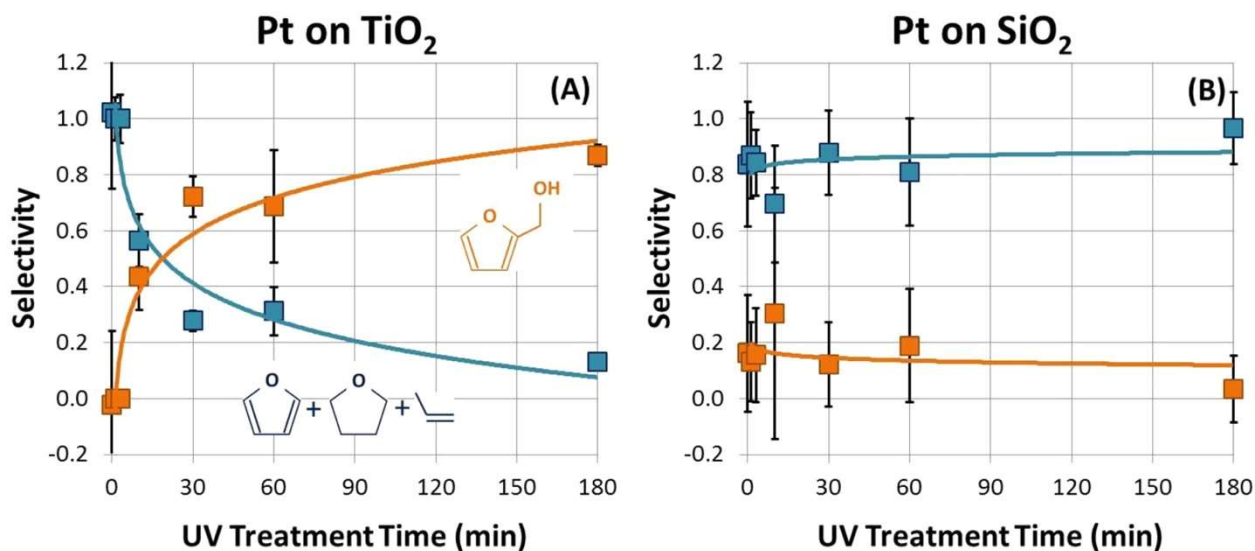 Pt on TiO2
Pt on SiO2
(A)
(B)
Selectivity
1.2
1.0
0.8
0.6
0.4
0.2
0.0
-0.2
OH
O
O + O +
0 30 60 90 120 150 180
UV Treatment Time (min)
Selectivity
1.2
1.0
0.8
0.6
0.4
0.2
0.0
-0.2
0 30 60 90 120 150 180
UV Treatment Time (min)